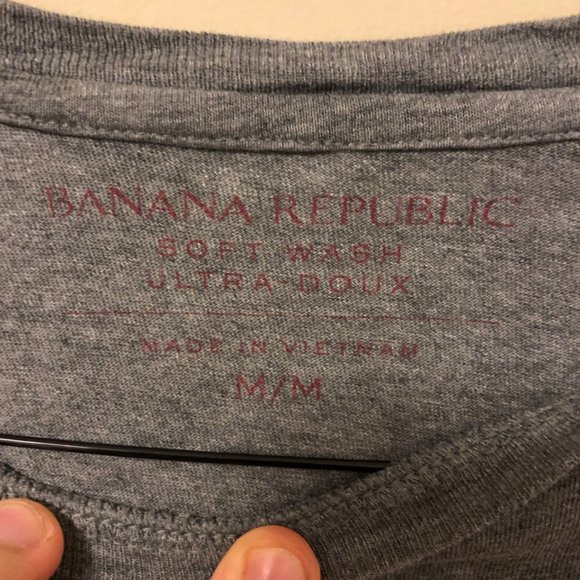 BANANA REPUBLIC
SOFT WASH
ULTRA-DOUX
MADE IN VIETNAM
M/M